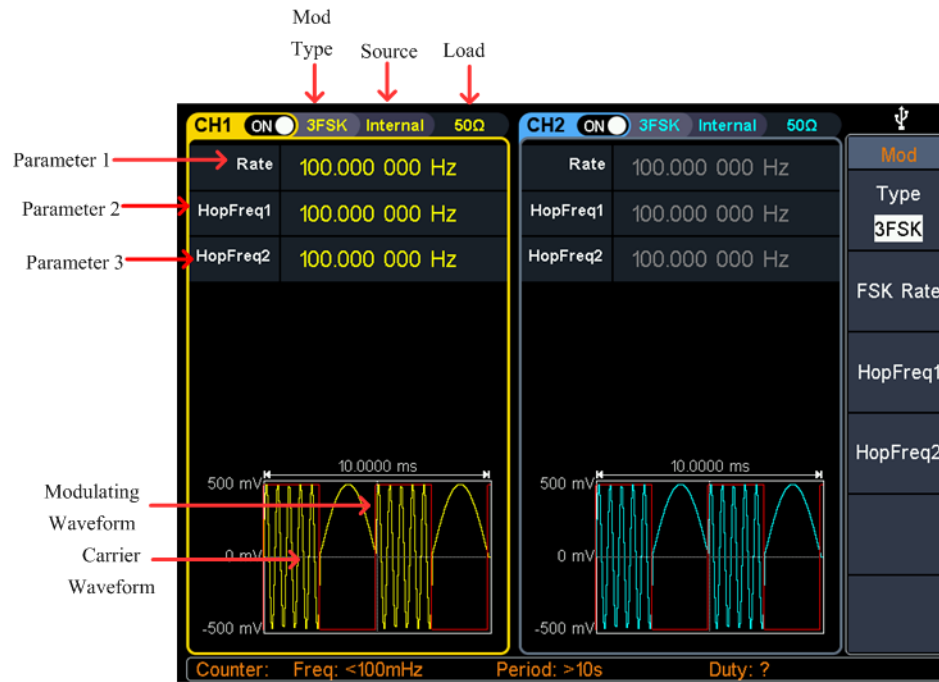 Mod
Type
Source
Load
CH1 ON 3FSK Internal 50Ω
CH2 ON 3FSK Internal 50Ω
Mod
Parameter 1
Rate 100.000 000 Hz
Rate 100.000 000 Hz
Type
3FSK
Parameter 2
HopFreq1 100.000 000 Hz
HopFreq1 100.000 000 Hz
Parameter 3
HopFreq2 100.000 000 Hz
HopFreq2 100.000 000 Hz
FSK Rate
HopFreq1
HopFreq2
10.0000 ms
10.0000 ms
500 mV
500 mV
Modulating
Waveform
0 mV
0 mV
Carrier
Waveform
-500 mV
-500 mV
Counter: Freq: <100mHz Period: >10s Duty: ?